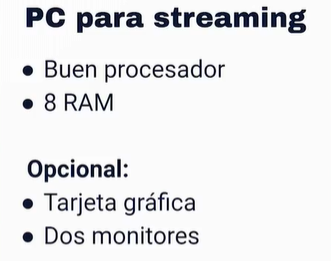 PC para streaming
● Buen procesador
● 8 RAM
Opcional:
● Tarjeta gráfica
● Dos monitores